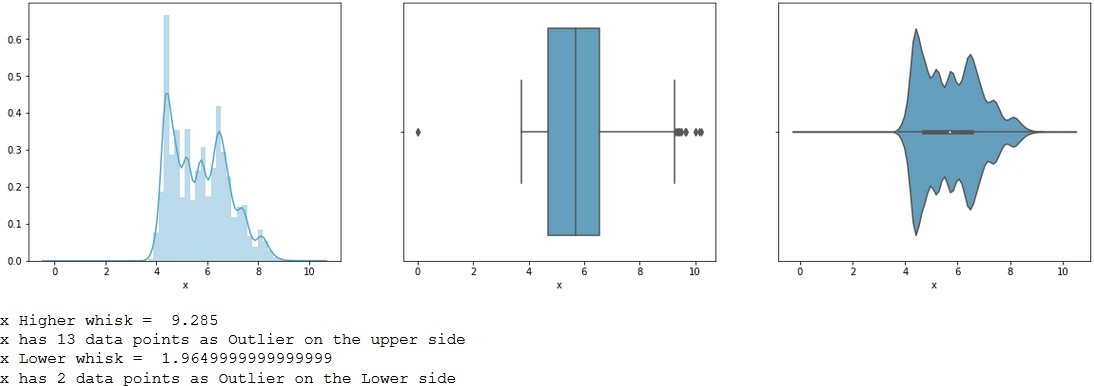 0.6
0.5
0.4
0.3
0.2
0.1
0.0
0 2 4 6 8 10
x
0 2 4 6 8 10
x
0 2 4 6 8 10
x
x Higher whisk =  9.285
x has 13 data points as Outlier on the upper side
x Lower whisk =  1.9649999999999999
x has 2 data points as Outlier on the Lower side